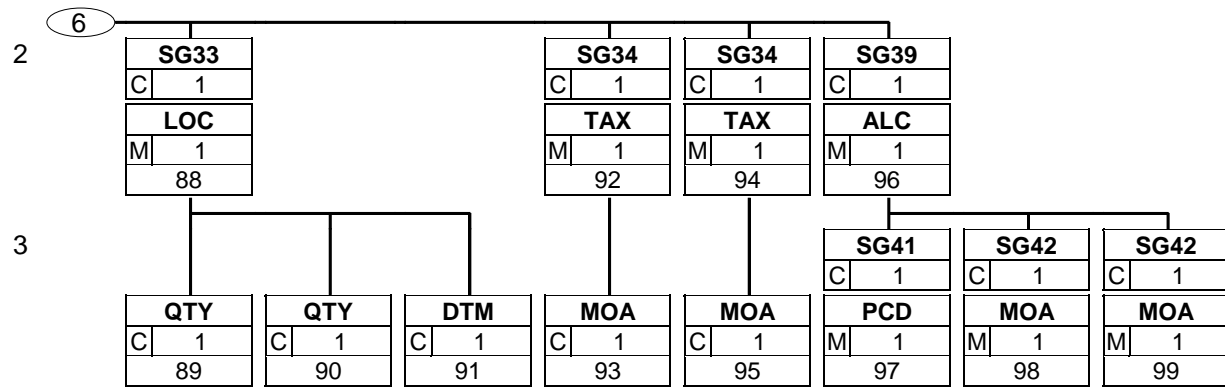 6
2
SG33 SG34 SG34 SG39
C 1 C 1 C 1 C 1
LOC TAX TAX ALC
M 1 M 1 M 1 M 1
88 92 94 96
3
SG41 SG42 SG42
C 1 C 1 C 1
QTY QTY DTM MOA MOA PCD MOA MOA
C 1 C 1 C 1 C 1 C 1 M 1 M 1 M 1
89 90 91 93 95 97 98 99